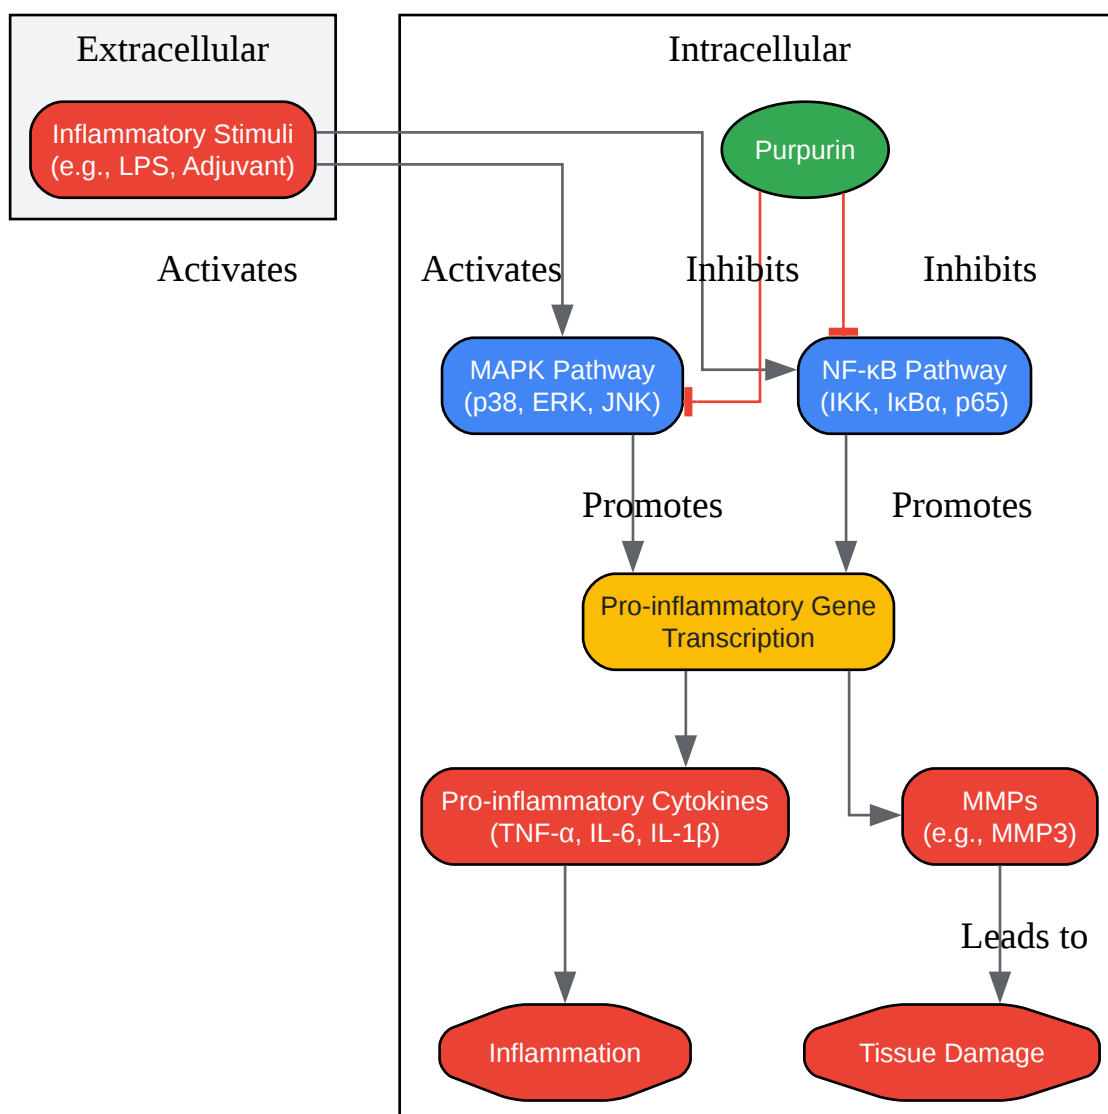 Extracellular
Intracellular
Inflammatory Stimuli
(e.g., LPS, Adjuvant)
Purpurin
Activates
Activates
Inhibits
Inhibits
MAPK Pathway
(p38, ERK, JNK)
NF-κB Pathway
(IKK, IκBα, p65)
Promotes
Promotes
Pro-inflammatory Gene
Transcription
Pro-inflammatory Cytokines
(TNF-α, IL-6, IL-1β)
MMPs
(e.g., MMP3)
Leads to
Inflammation
Tissue Damage